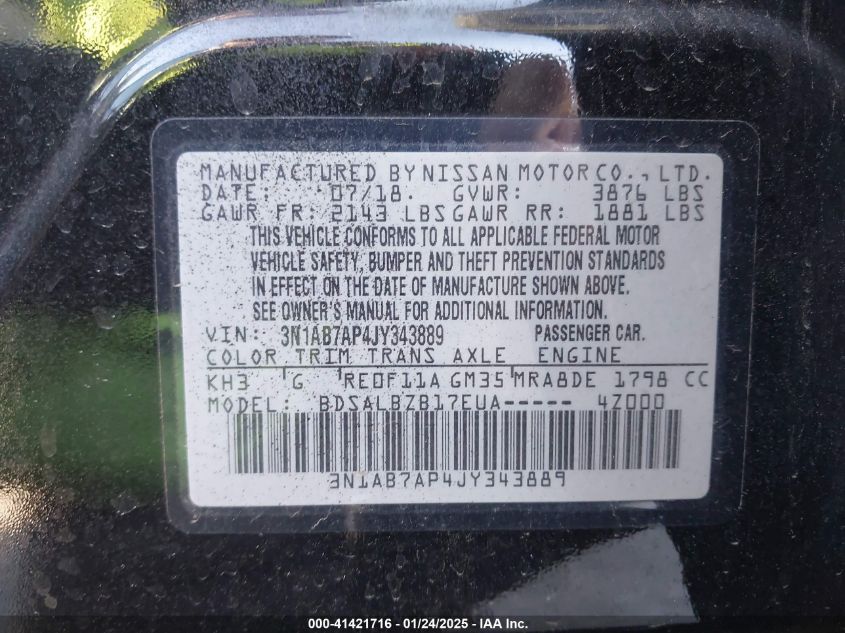 MANUFACTURED BY NISSAN MOTOR CO., LTD.
DATE: 07/18. GVWR: 3876 LBS
GAWR FR: 2143 LBS GAWR RR: 1881 LBS
THIS VEHICLE CONFORMS TO ALL APPLICABLE FEDERAL MOTOR
VEHICLE SAFETY, BUMPER AND THEFT PREVENTION STANDARDS
IN EFFECT ON THE DATE OF MANUFACTURE SHOWN ABOVE.
SEE OWNER'S MANUAL FOR ADDITIONAL INFORMATION.
VIN: 3N1AB7AP4JY343889 PASSENGER CAR.
COLOR TRIM TRANS AXLE ENGINE
KH3 G RE0F11A GM35 MRA8DE 1798 CC
MODEL: BDSALBZB17EUA----- 4Z000
3N1AB7AP4JY343889
000-41421716 - 01/24/2025 - IAA Inc.